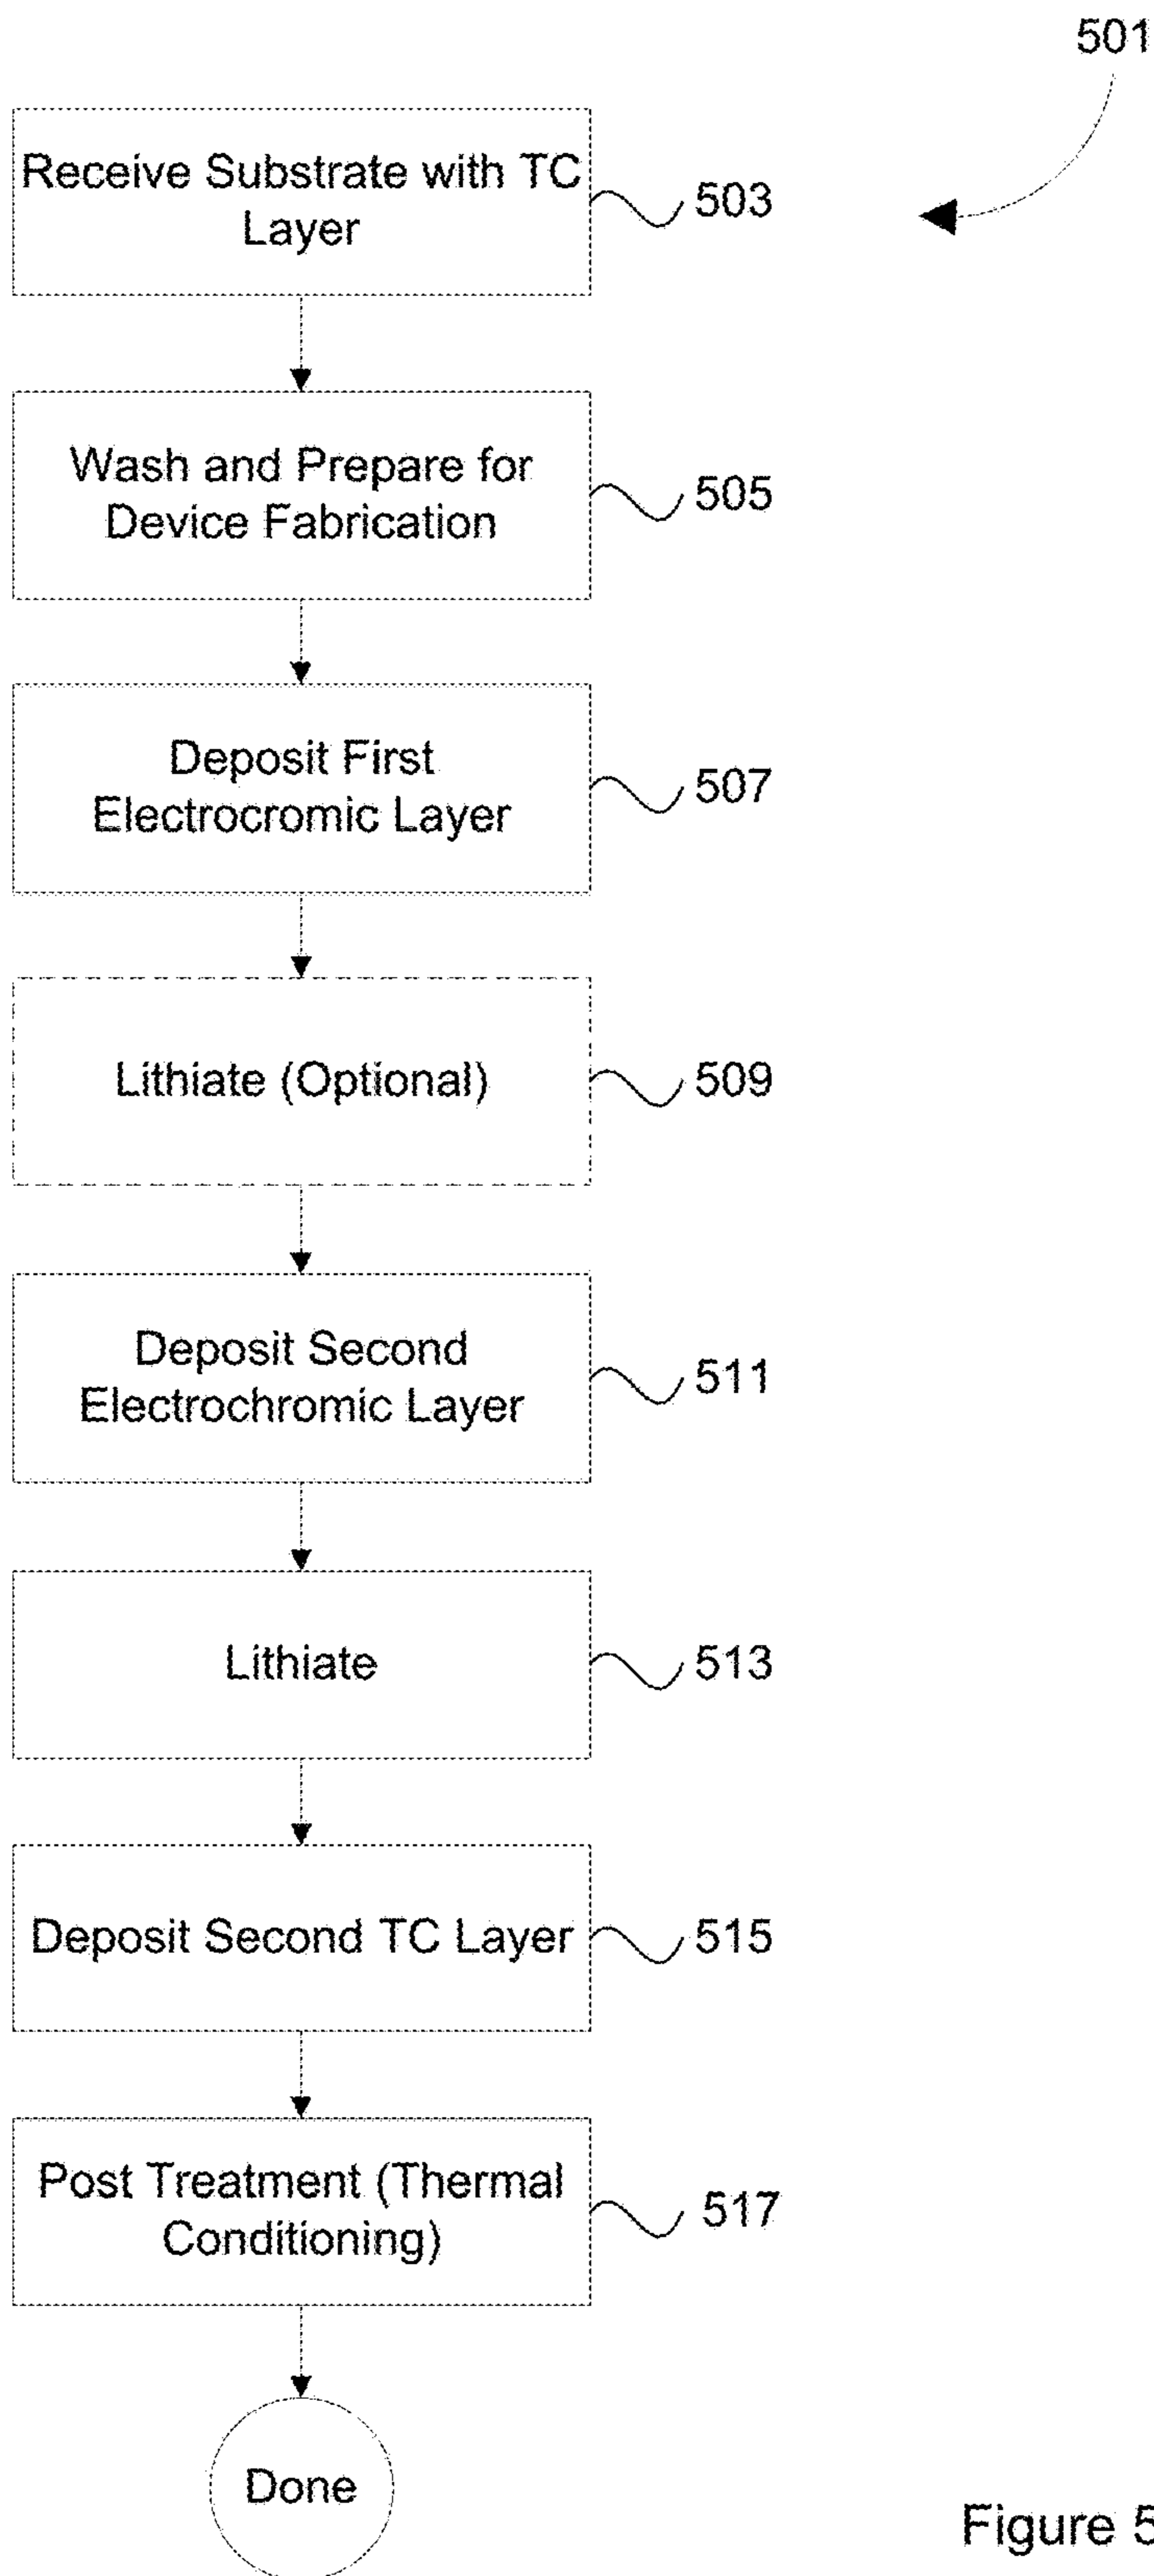 501
Receive Substrate with TC
Layer
503
Wash and Prepare for
Device Fabrication
505
Deposit First
Electrocromic Layer
507
Lithiate (Optional)
509
Deposit Second
Electrochromic Layer
511
Lithiate
513
Deposit Second TC Layer
515
Post Treatment (Thermal
Conditioning)
517
Done
Figure 5